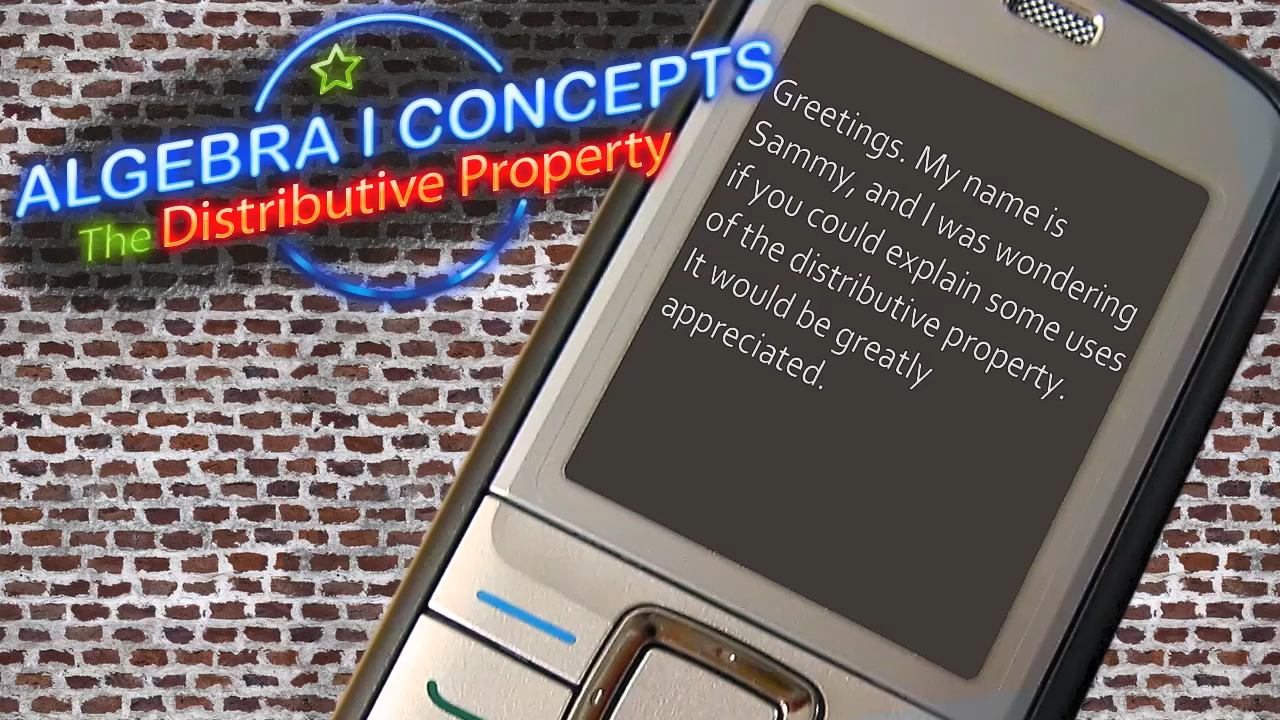 ALGEBRA I CONCEPTS
The Distributive Property
Greetings. My name is
Sammy, and I was wondering
if you could explain some uses
of the distributive property.
It would be greatly
appreciated.